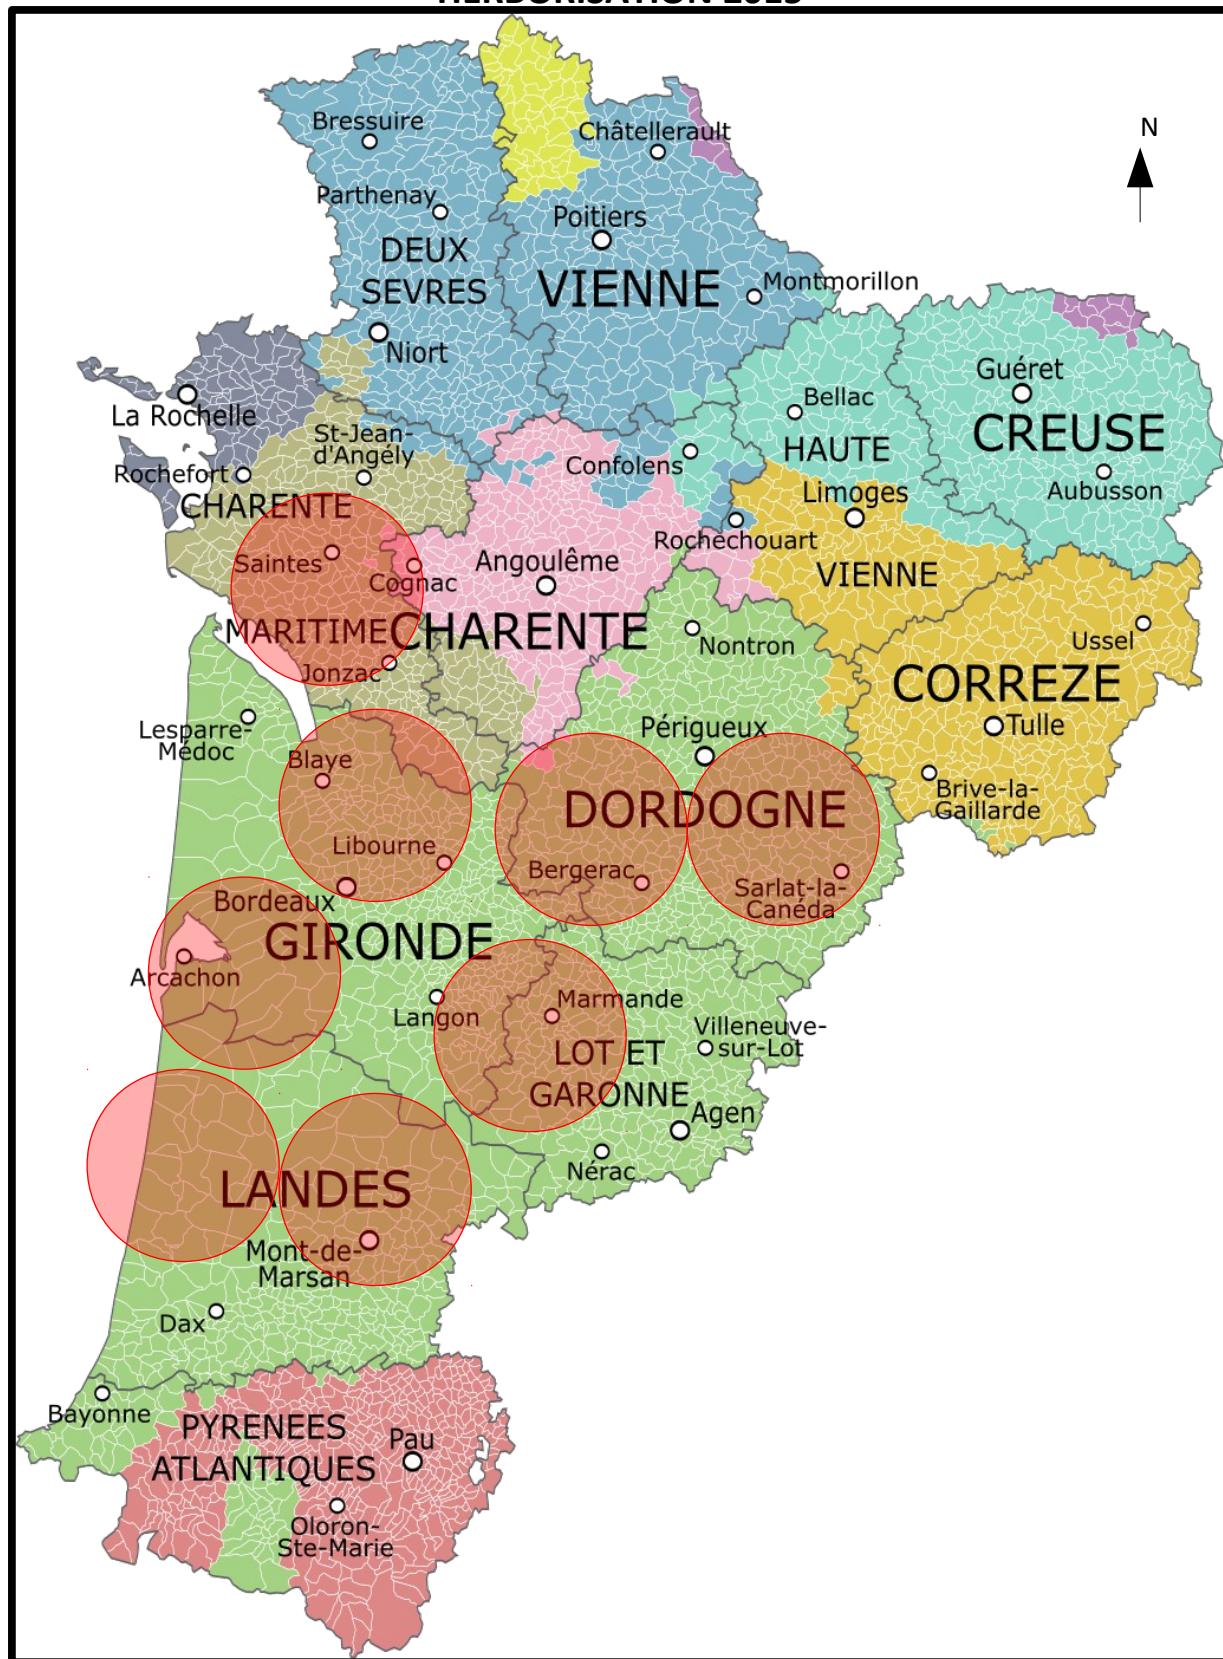 HERBORISATION 2023
N
Bressuire
Châtellerault
Parthenay
Poitiers
DEUX
SEVRES
VIENNE
Montmorillon
Niort
La Rochelle
Guéret
Bellac
CREUSE
St-Jean-
d'Angély
HAUTE
Rochefort
Confolens
Aubusson
CHARENTE
Limoges
Rochechouart
Saintes
Cognac
Angoulême
VIENNE
MARITIME
CHARENTE
Nontron
Ussel
Jonzac
CORREZE
Lesparre-
Médoc
Périgueux
Tulle
Blaye
DORDOGNE
Brive-la-
Gaillarde
Libourne
Bergerac
Sarlat-la-
Canéda
Bordeaux
GIRONDE
Arcachon
Langon
Marmande
Villeneuve-
sur-Lot
LOT ET
GARONNE
Agen
Nérac
LANDES
Mont-de-
Marsan
Dax
Bayonne
PYRENEES
ATLANTIQUES
Pau
Oloron-
Ste-Marie